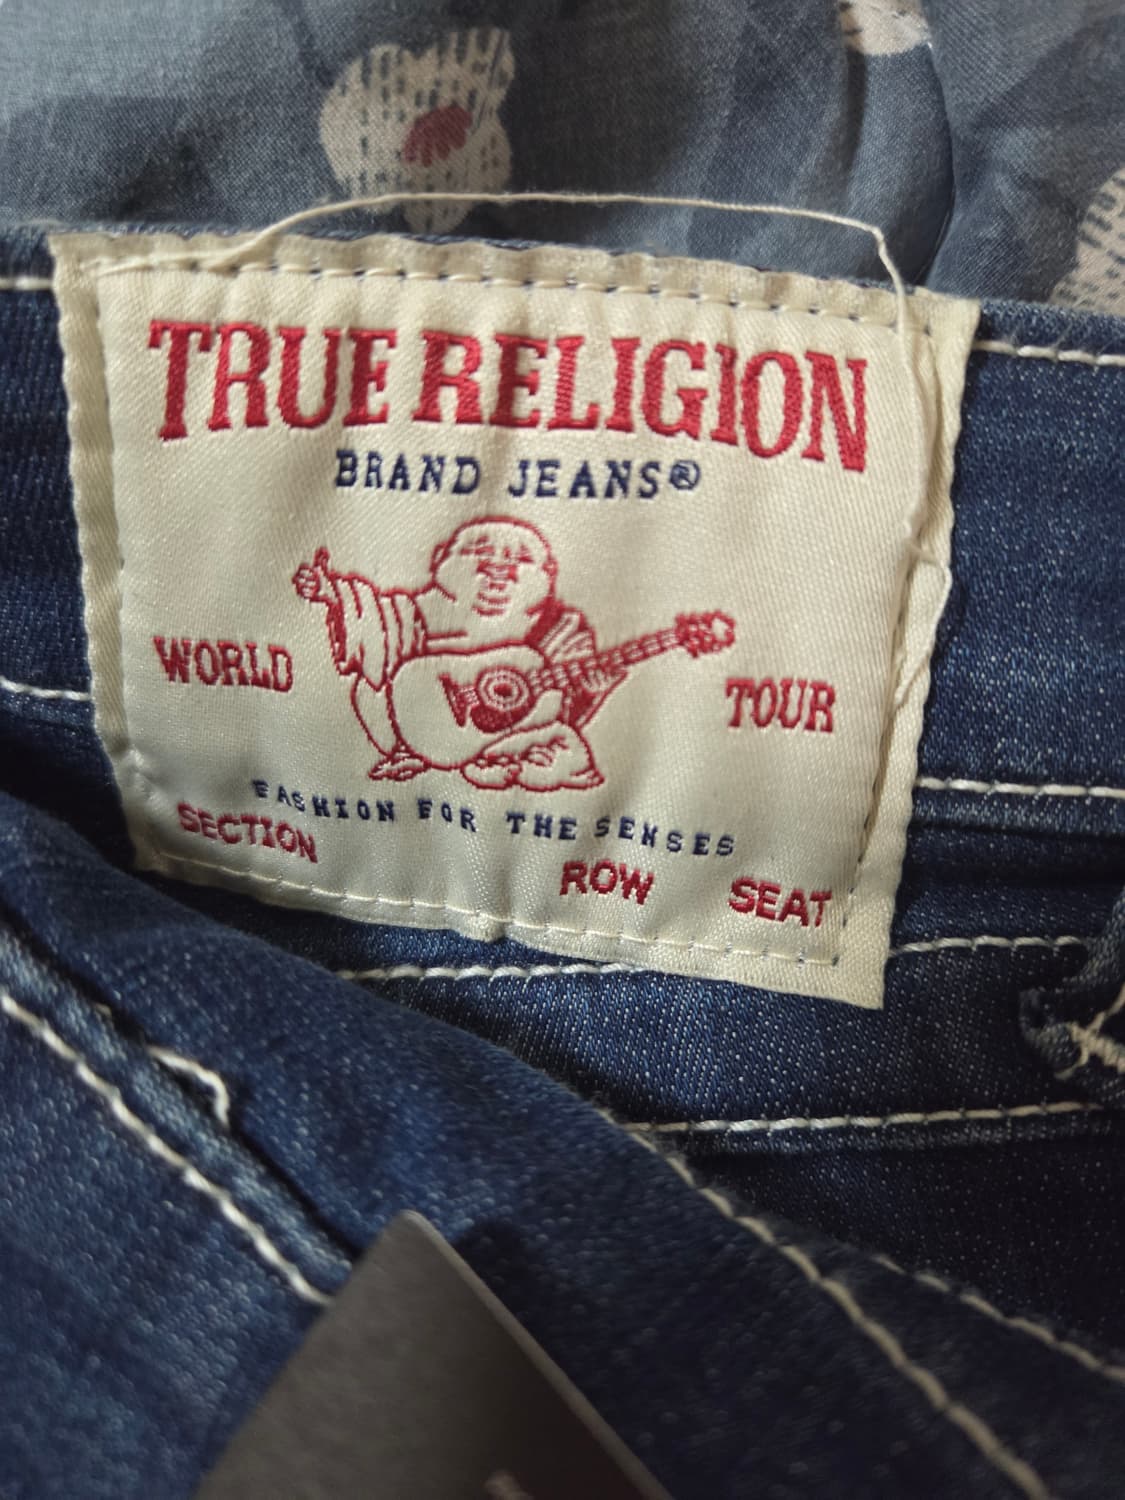 TRUE RELIGION
BRAND JEANS®
WORLD TOUR
FASHION FOR THE SENSES
SECTION ROW SEAT